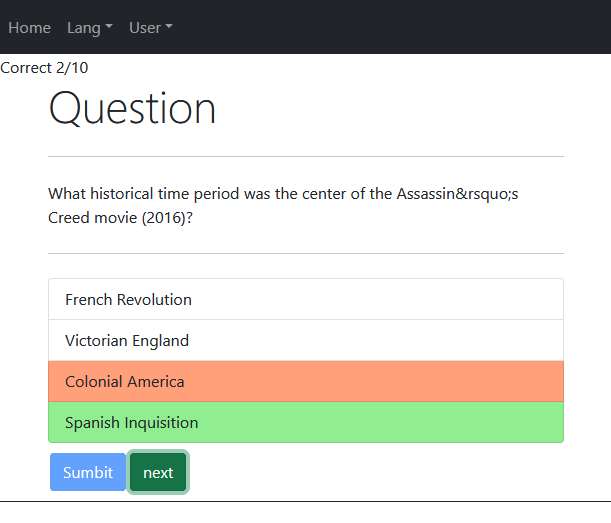 Home Lang User
Correct 2/10
Question
What historical time period was the center of the Assassin&rsquo;s
Creed movie (2016)?
French Revolution
Victorian England
Colonial America
Spanish Inquisition
Sumbit next